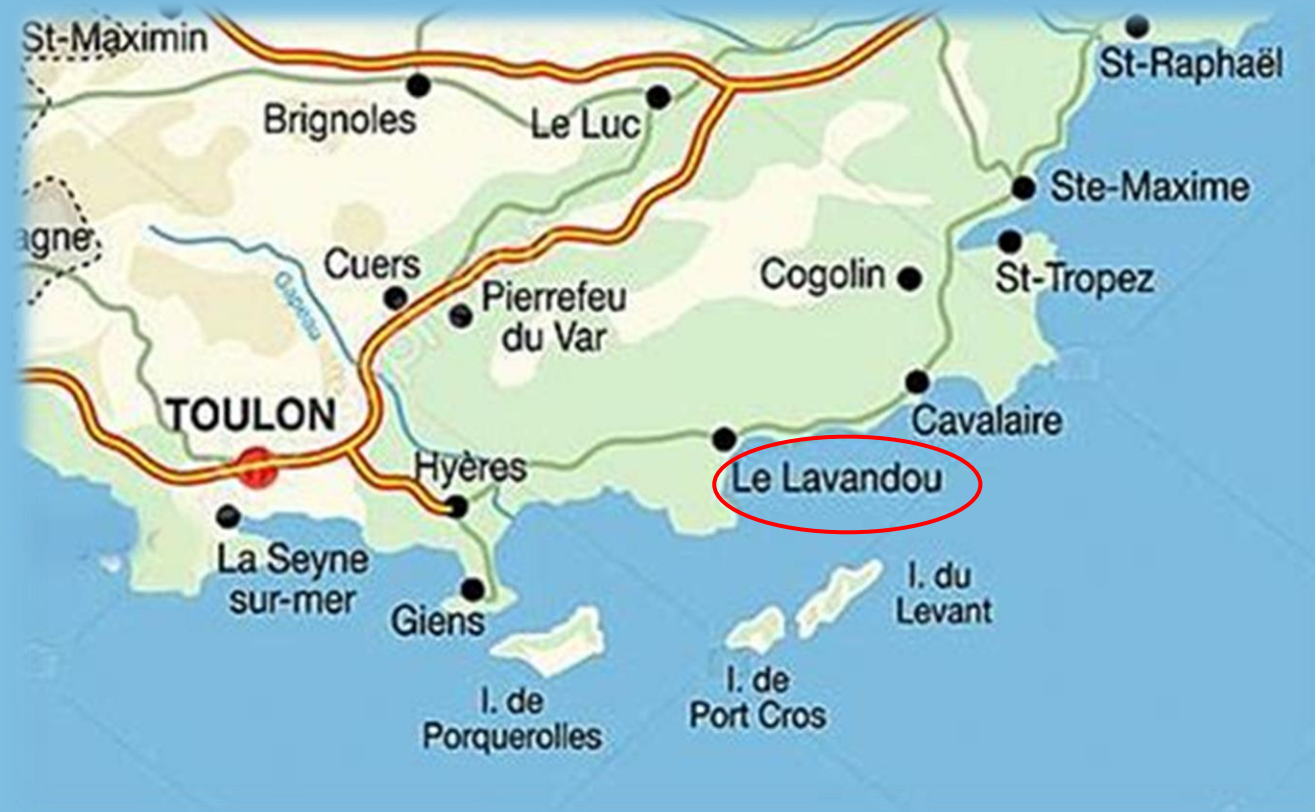 St-Maximin
St-Raphaël
Brignoles
Le Luc
Ste-Maxime
agne
Cuers
Cogolin
St-Tropez
Gapeau
Pierrefeu
du Var
TOULON
Cavalaire
Hyères
Le Lavandou
La Seyne
sur-mer
Giens
I. du
Levant
I. de
Porquerolles
I. de
Port Cros